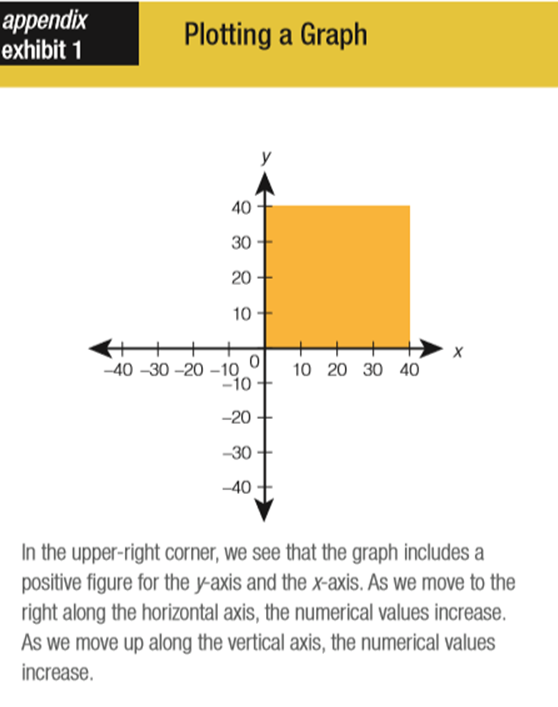 appendix
exhibit 1
Plotting a Graph
y
40
30
20
10
x
–40 –30 –20 –10 0 10 20 30 40
–10
–20
–30
–40
In the upper-right corner, we see that the graph includes a
positive figure for the y-axis and the x-axis. As we move to the
right along the horizontal axis, the numerical values increase.
As we move up along the vertical axis, the numerical values
increase.